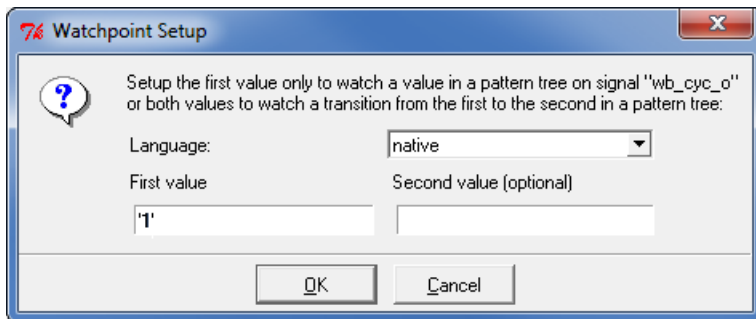 Watchpoint Setup
Setup the first value only to watch a value in a pattern tree on signal "wb_cyc_o"
or both values to watch a transition from the first to the second in a pattern tree:
Language: native
First value Second value (optional)
'1'
OK Cancel